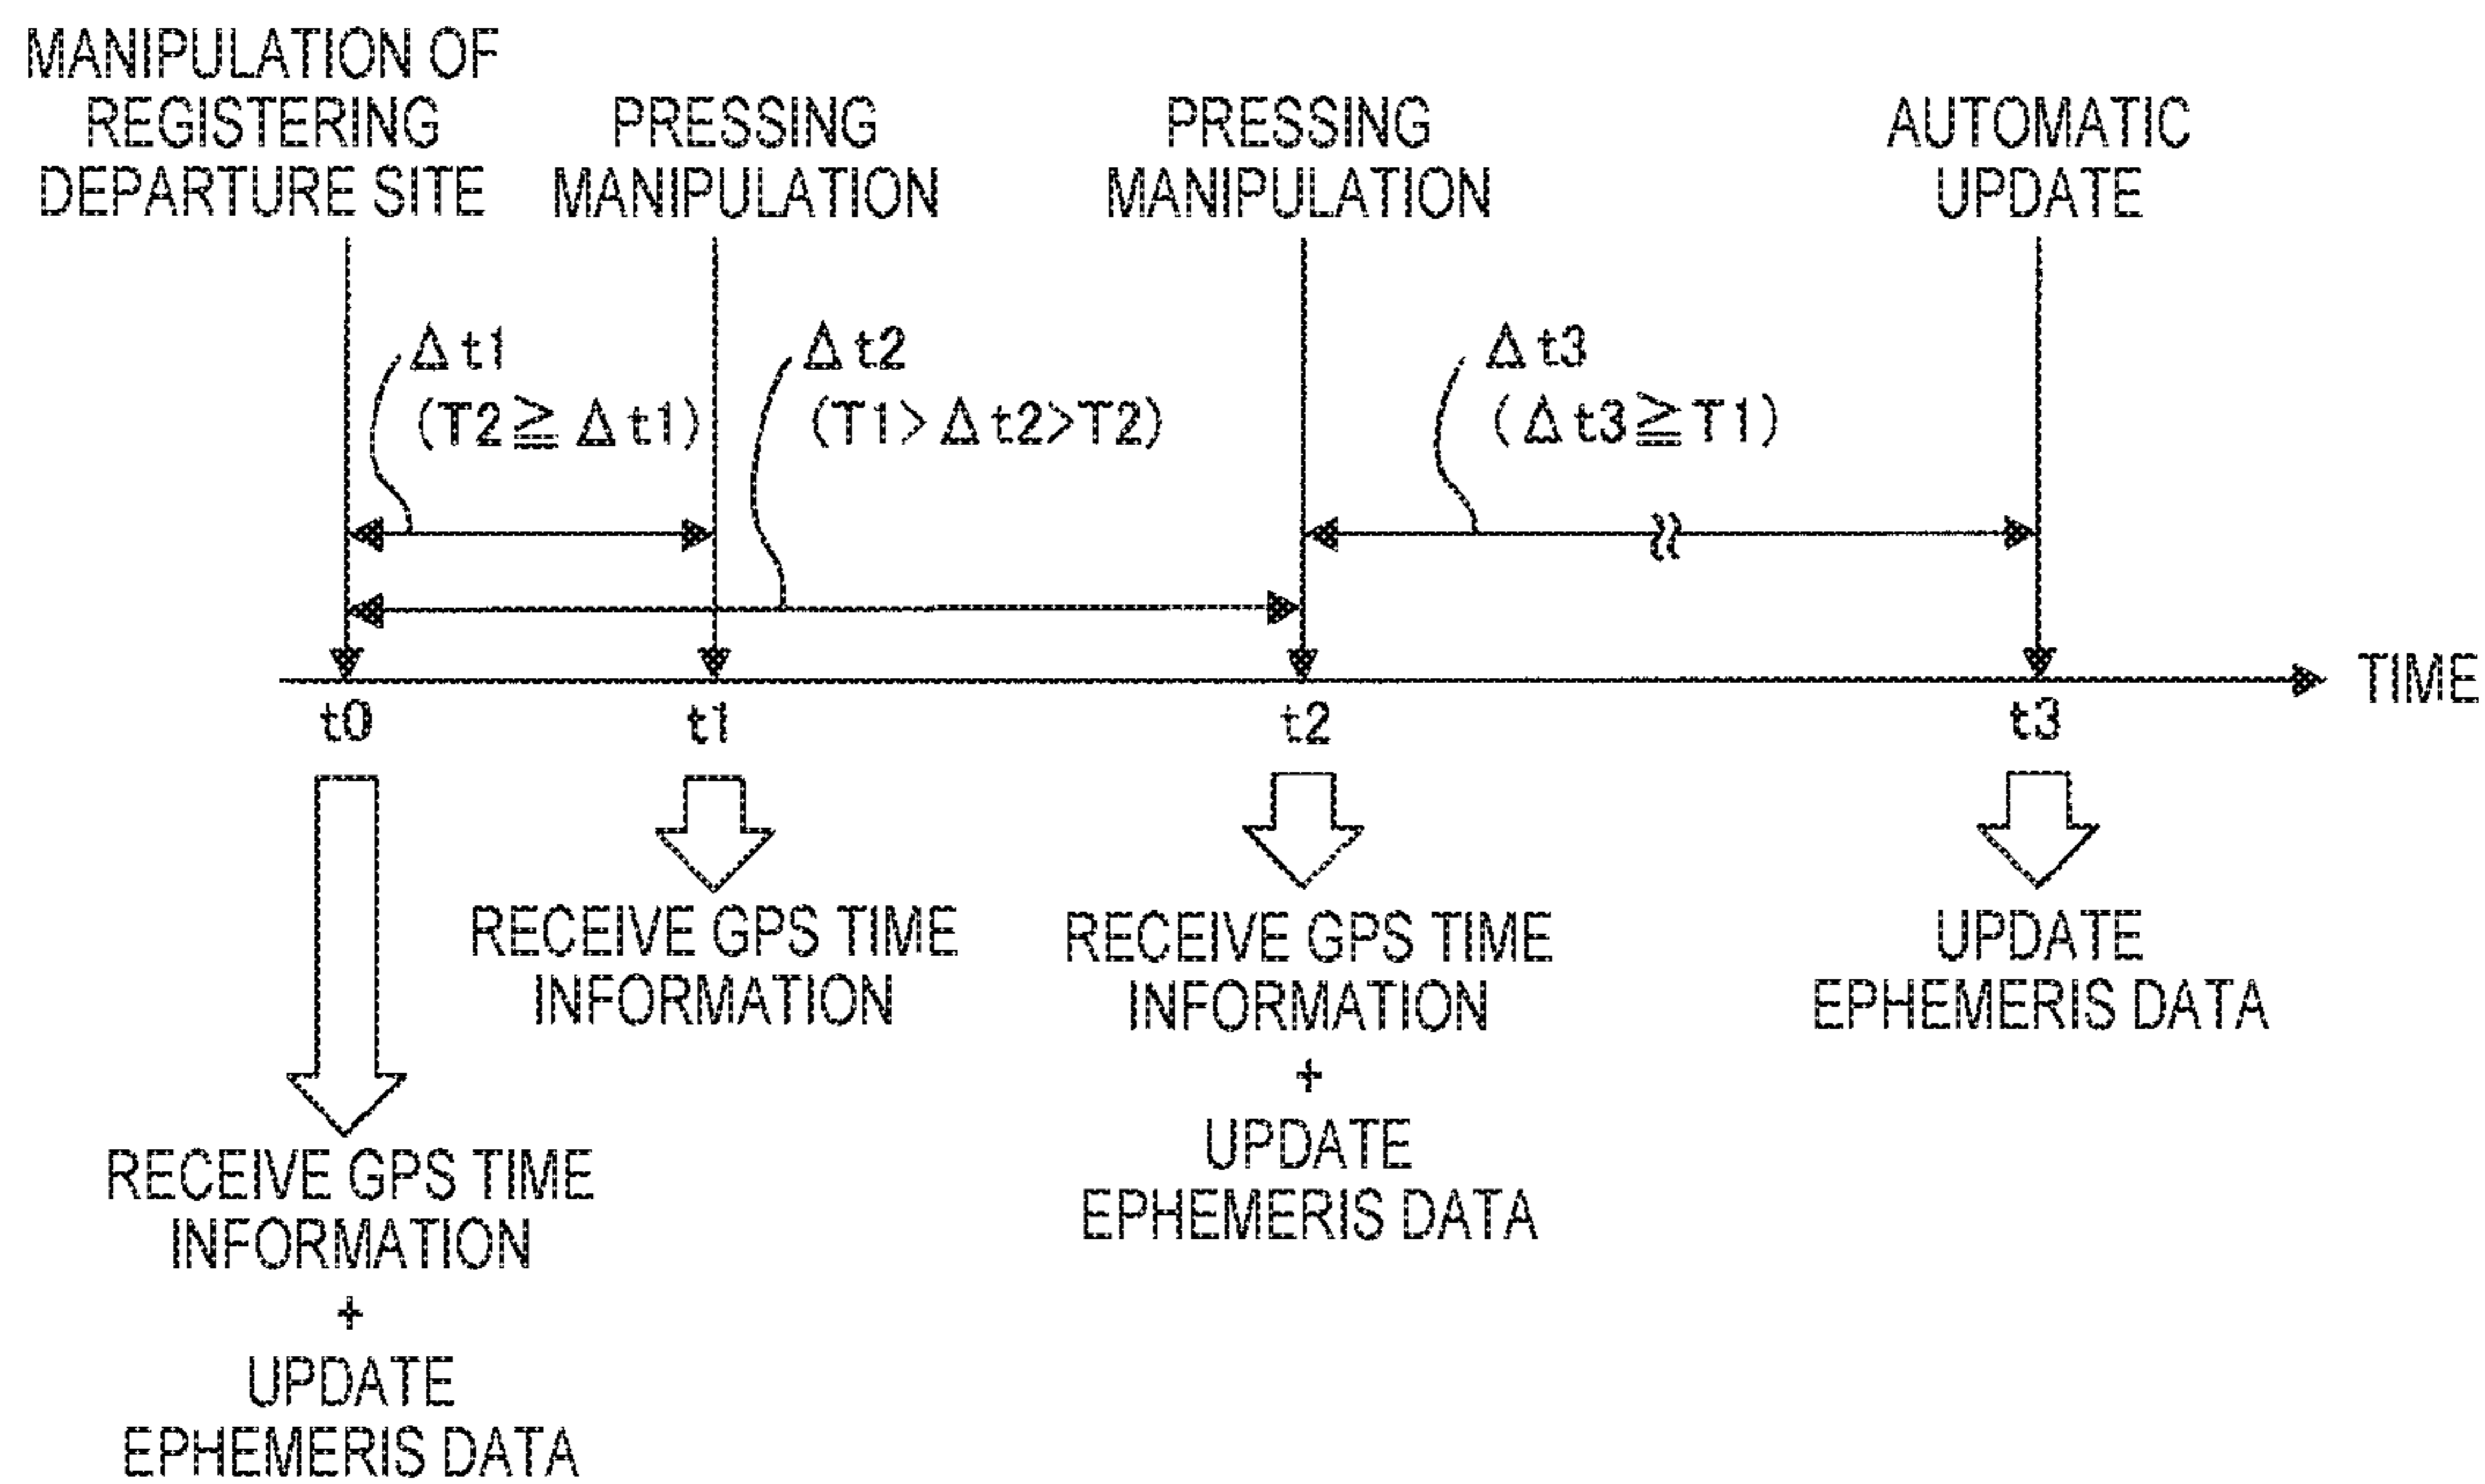 MANIPULATION OF
REGISTERING
DEPARTURE SITE
PRESSING
MANIPULATION
PRESSING
MANIPULATION
AUTOMATIC
UPDATE
Δt1
(T2≧Δt1)
Δt2
(T1>Δt2>T2)
Δt3
(Δt3≧T1)
TIME
t0
t1
t2
t3
RECEIVE GPS TIME
INFORMATION
+
UPDATE
EPHEMERIS DATA
RECEIVE GPS TIME
INFORMATION
RECEIVE GPS TIME
INFORMATION
+
UPDATE
EPHEMERIS DATA
UPDATE
EPHEMERIS DATA